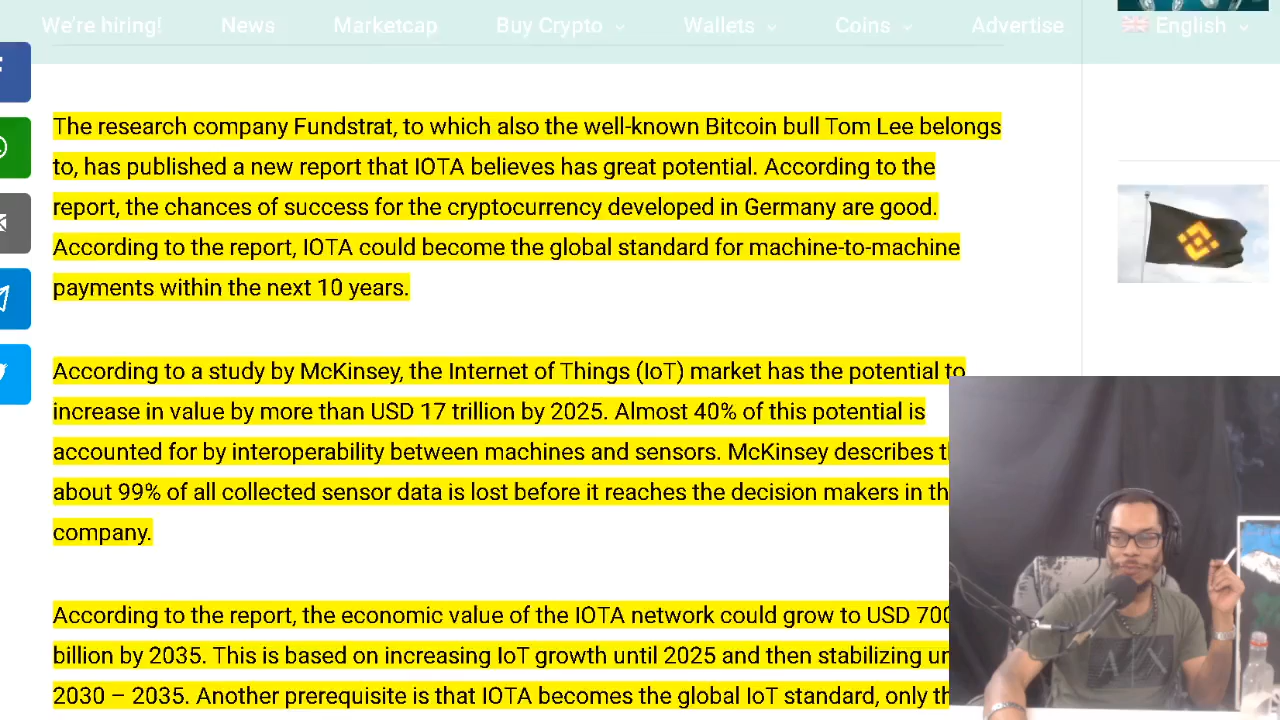 We're hiring!
News
Marketcap
Buy Crypto
Wallets
Coins
Advertise
English
The research company Fundstrat, to which also the well-known Bitcoin bull Tom Lee belongs
to, has published a new report that IOTA believes has great potential. According to the
report, the chances of success for the cryptocurrency developed in Germany are good.
According to the report, IOTA could become the global standard for machine-to-machine
payments within the next 10 years.
According to a study by McKinsey, the Internet of Things (IoT) market has the potential to
increase in value by more than USD 17 trillion by 2025. Almost 40% of this potential is
accounted for by interoperability between machines and sensors. McKinsey describes
about 99% of all collected sensor data is lost before it reaches the decision makers in
company.
According to the report, the economic value of the IOTA network could grow to USD 700
billion by 2035. This is based on increasing IoT growth until 2025 and then stabilizing
2030 – 2035. Another prerequisite is that IOTA becomes the global IoT standard, only